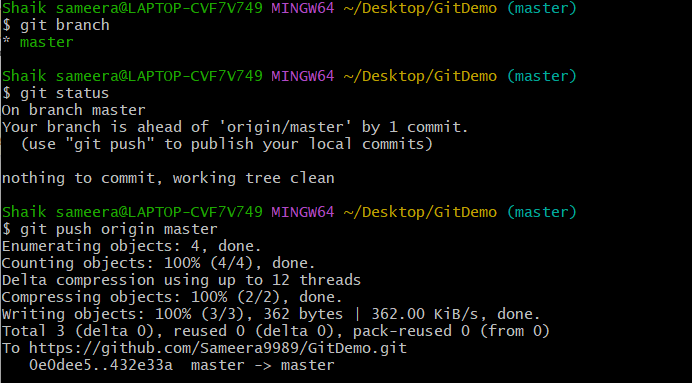 Shaik sameera@LAPTOP-CVF7V749 MINGW64 ~/Desktop/GitDemo (master)
$ git branch
* master
Shaik sameera@LAPTOP-CVF7V749 MINGW64 ~/Desktop/GitDemo (master)
$ git status
On branch master
Your branch is ahead of 'origin/master' by 1 commit.
  (use "git push" to publish your local commits)
nothing to commit, working tree clean
Shaik sameera@LAPTOP-CVF7V749 MINGW64 ~/Desktop/GitDemo (master)
$ git push origin master
Enumerating objects: 4, done.
Counting objects: 100% (4/4), done.
Delta compression using up to 12 threads
Compressing objects: 100% (2/2), done.
Writing objects: 100% (3/3), 362 bytes | 362.00 KiB/s, done.
Total 3 (delta 0), reused 0 (delta 0), pack-reused 0 (from 0)
To https://github.com/Sameera9989/GitDemo.git
   0e0dee5..432e33a  master -> master